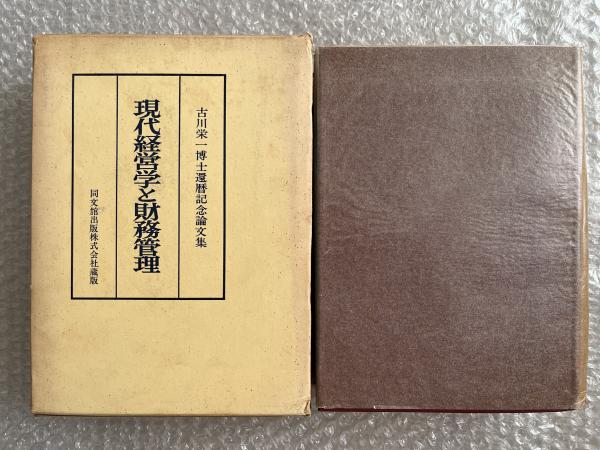 古川栄一博士還暦記念論文集
現代経営学と財務管理
同文館出版株式会社蔵版